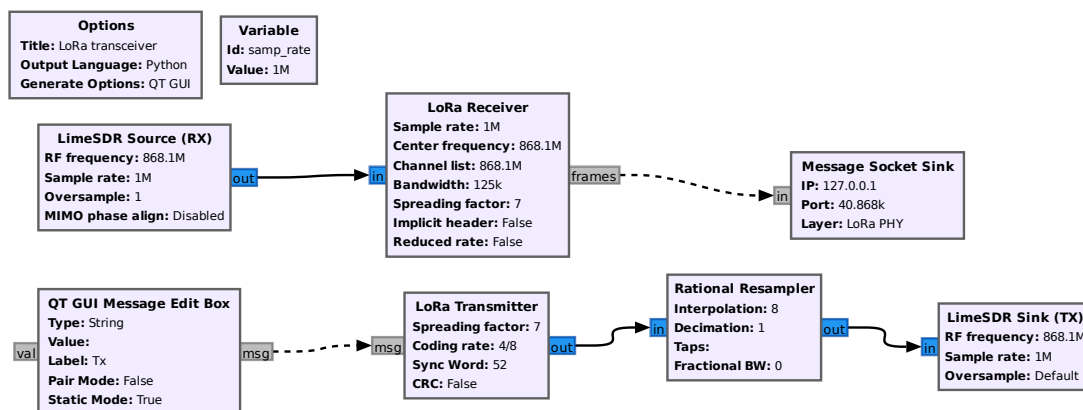 Options
Title: LoRa transceiver
Output Language: Python
Generate Options: QT GUI
Variable
Id: samp_rate
Value: 1M
LimeSDR Source (RX)
RF frequency: 868.1M
Sample rate: 1M
Oversample: 1
MIMO phase align: Disabled
out
in
LoRa Receiver
Sample rate: 1M
Center frequency: 868.1M
Channel list: 868.1M
Bandwidth: 125k
Spreading factor: 7
Implicit header: False
Reduced rate: False
frames
in
Message Socket Sink
IP: 127.0.0.1
Port: 40.868k
Layer: LoRa PHY
val
QT GUI Message Edit Box
Type: String
Value:
Label: Tx
Pair Mode: False
Static Mode: True
msg
msg
LoRa Transmitter
Spreading factor: 7
Coding rate: 4/8
Sync Word: 52
CRC: False
out
in
Rational Resampler
Interpolation: 8
Decimation: 1
Taps:
Fractional BW: 0
out
in
LimeSDR Sink (TX)
RF frequency: 868.1M
Sample rate: 1M
Oversample: Default